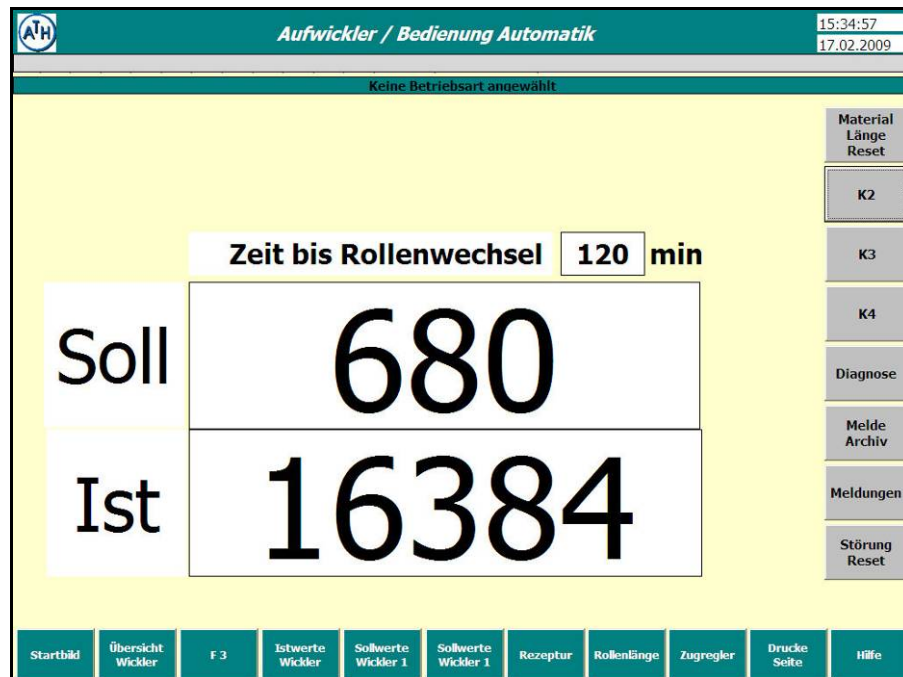 ATH
Aufwickler / Bedienung Automatik
15:34:57
17.02.2009
Keine Betriebsart angewählt
Material
Länge
Reset
K2
K3
K4
Diagnose
Melde
Archiv
Meldungen
Störung
Reset
Zeit bis Rollenwechsel 120 min
Soll 680
Ist 16384
Startbild
Übersicht
Wickler
F 3
Istwerte
Wickler
Sollwerte
Wickler 1
Sollwerte
Wickler 1
Rezeptur
Rollenlänge
Zugregler
Drucke
Seite
Hilfe